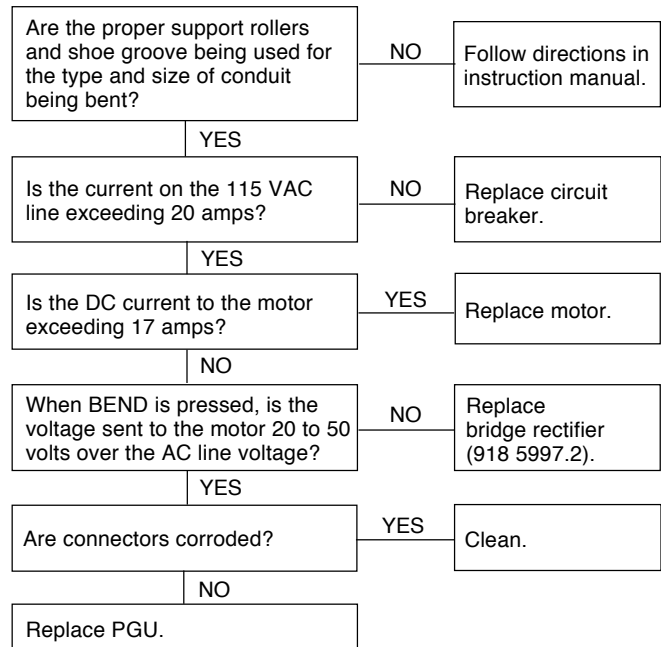 Are the proper support rollers
and shoe groove being used for
the type and size of conduit
being bent?
NO
Follow directions in
instruction manual.
YES
Is the current on the 115 VAC
line exceeding 20 amps?
NO
Replace circuit
breaker.
YES
Is the DC current to the motor
exceeding 17 amps?
YES
Replace motor.
NO
When BEND is pressed, is the
voltage sent to the motor 20 to 50
volts over the AC line voltage?
NO
Replace
bridge rectifier
(918 5997.2).
YES
Are connectors corroded?
YES
Clean.
NO
Replace PGU.